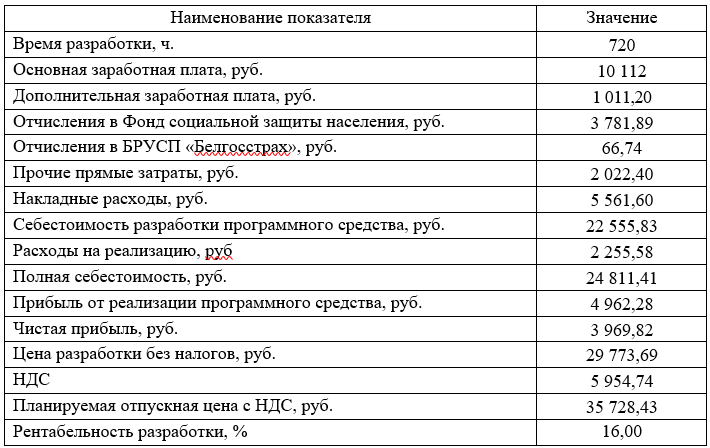 Наименование показателя Значение
Время разработки, ч. 720
Основная заработная плата, руб. 10 112
Дополнительная заработная плата, руб. 1 011,20
Отчисления в Фонд социальной защиты населения, руб. 3 781,89
Отчисления в БРУСП «Белгосстрах», руб. 66,74
Прочие прямые затраты, руб. 2 022,40
Накладные расходы, руб. 5 561,60
Себестоимость разработки программного средства, руб. 22 555,83
Расходы на реализацию, руб 2 255,58
Полная себестоимость, руб. 24 811,41
Прибыль от реализации программного средства, руб. 4 962,28
Чистая прибыль, руб. 3 969,82
Цена разработки без налогов, руб. 29 773,69
НДС 5 954,74
Планируемая отпускная цена с НДС, руб. 35 728,43
Рентабельность разработки, % 16,00